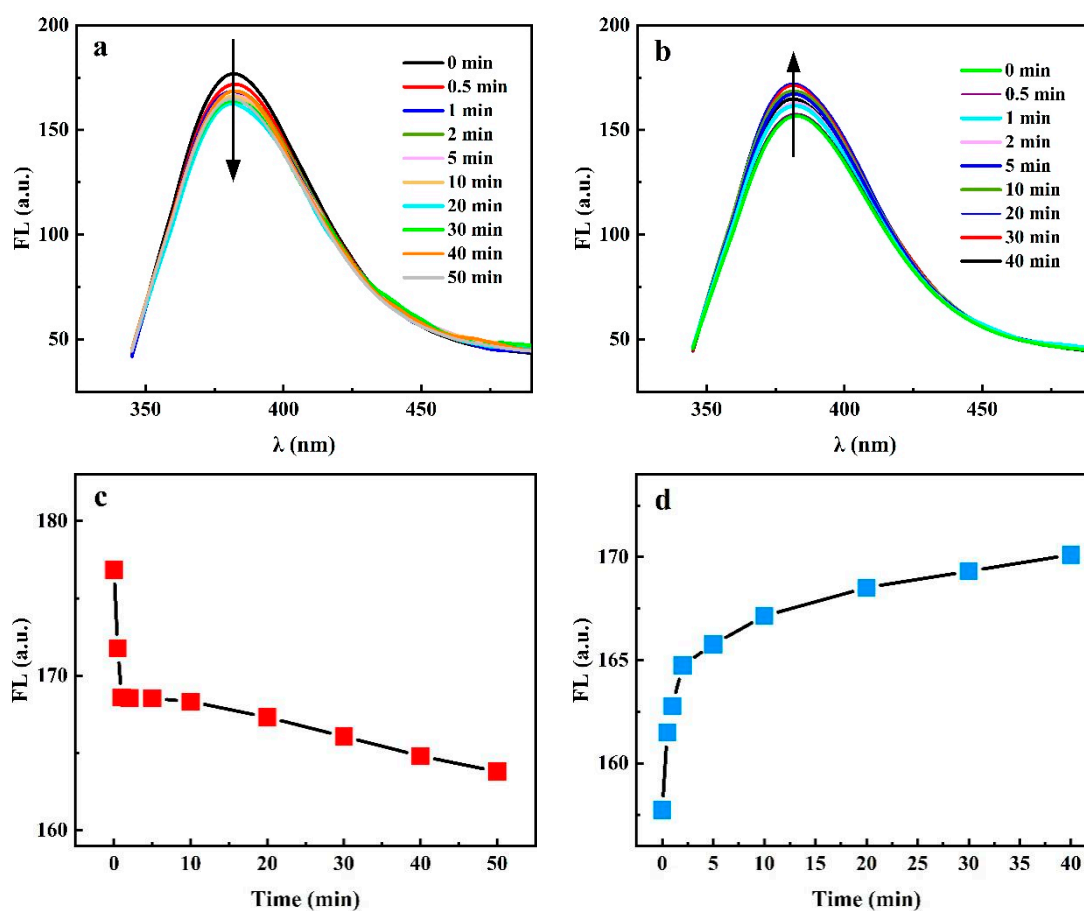 a
200
150
100
50
FL (a.u.)
350
400
450
λ (nm)
0 min
0.5 min
1 min
2 min
5 min
10 min
20 min
30 min
40 min
50 min
b
200
150
100
50
FL (a.u.)
350
400
450
λ (nm)
0 min
0.5 min
1 min
2 min
5 min
10 min
20 min
30 min
40 min
c
180
170
160
FL (a.u.)
0
10
20
30
40
50
Time (min)
d
170
165
160
FL (a.u.)
0
5
10
15
20
25
30
35
40
Time (min)